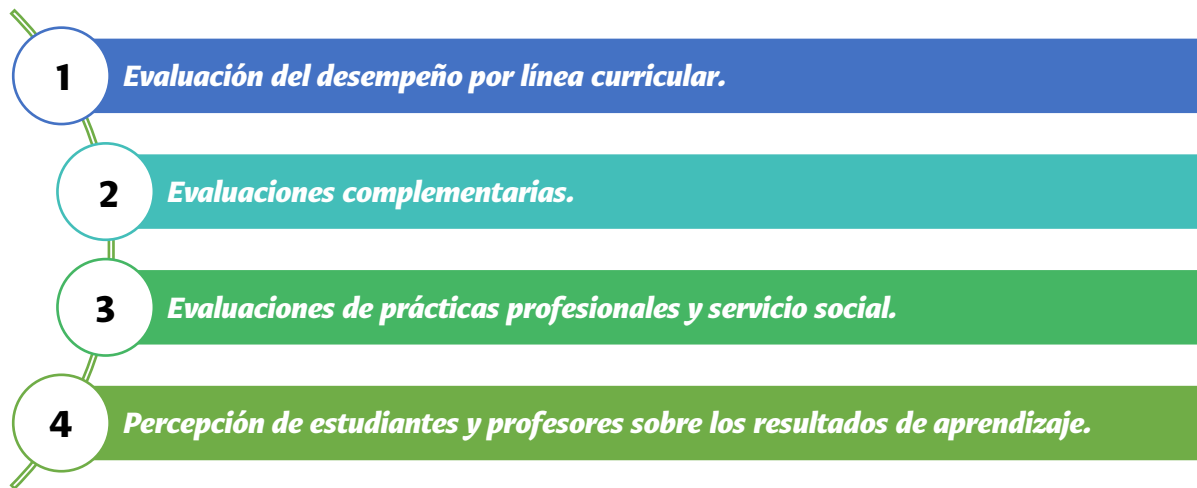 1 Evaluación del desempeño por línea curricular.
2 Evaluaciones complementarias.
3 Evaluaciones de prácticas profesionales y servicio social.
4 Percepción de estudiantes y profesores sobre los resultados de aprendizaje.